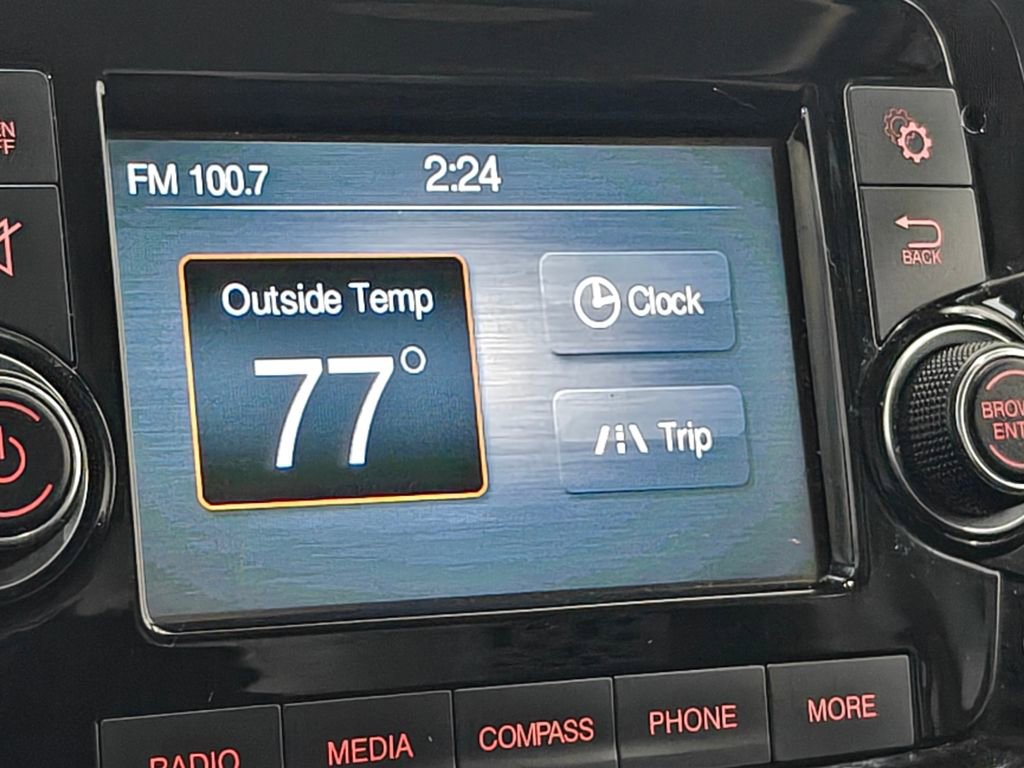 FM 100.7 2:24
Outside Temp
77°
Clock
Trip
BACK
RADIO
MEDIA
COMPASS
PHONE
MORE